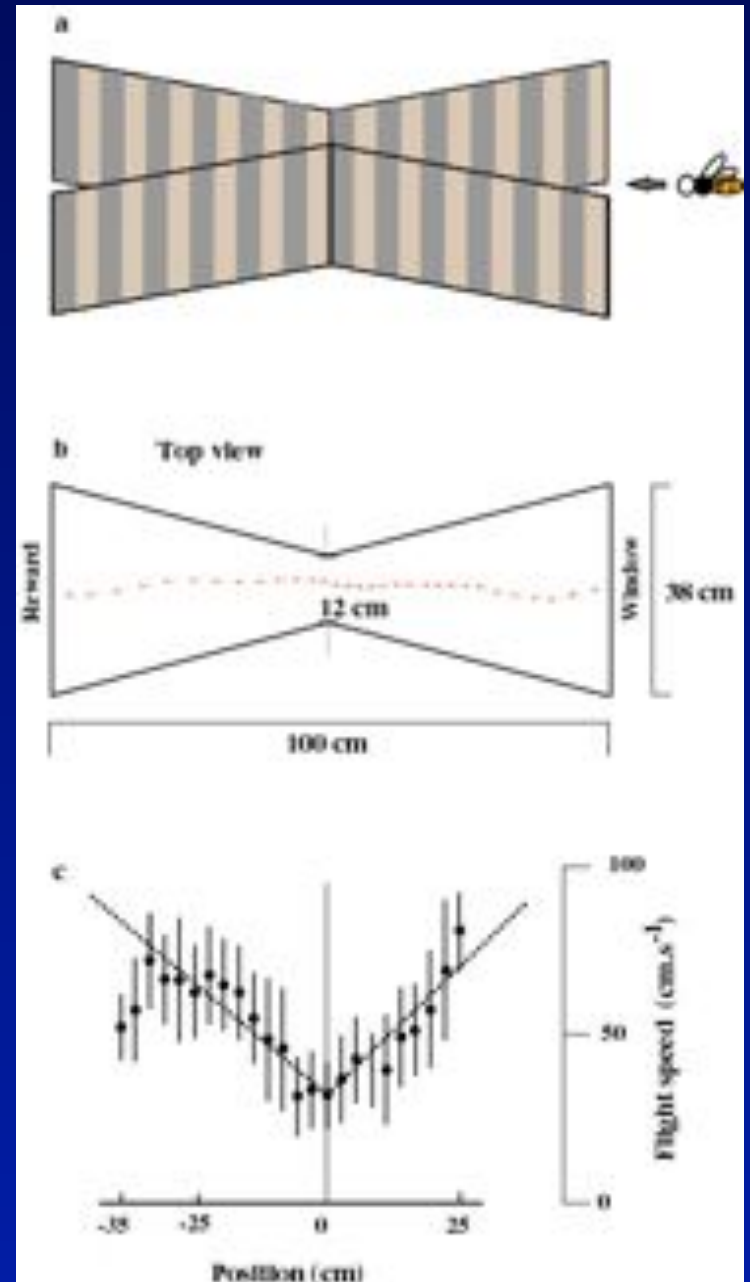 a
b Top view
Reward
Window
38 cm
12 cm
100 cm
c
100
50
0
Flight speed (cm.s⁻¹)
-35 -25 0 25
Position (cm)